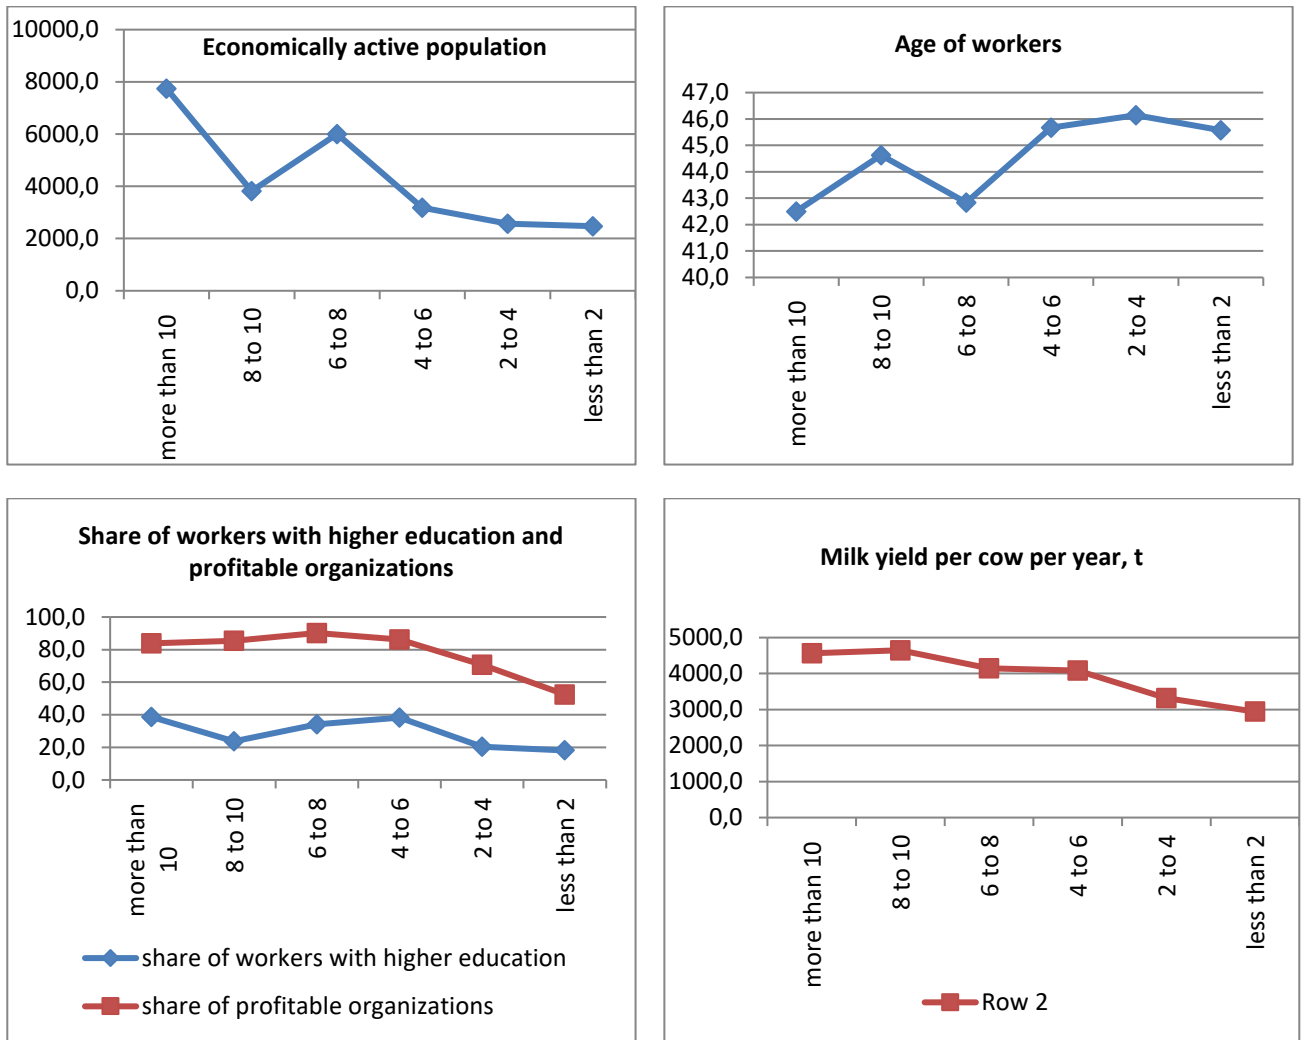 Economically active population
10000,0
8000,0
6000,0
4000,0
2000,0
0,0
more than 10
8 to 10
6 to 8
4 to 6
2 to 4
less than 2
Age of workers
47,0
46,0
45,0
44,0
43,0
42,0
41,0
40,0
more than 10
8 to 10
6 to 8
4 to 6
2 to 4
less than 2
Share of workers with higher education and
profitable organizations
100,0
80,0
60,0
40,0
20,0
0,0
more than
10
8 to 10
6 to 8
4 to 6
2 to 4
less than 2
share of workers with higher education
share of profitable organizations
Milk yield per cow per year, t
5000,0
4000,0
3000,0
2000,0
1000,0
0,0
more than 10
8 to 10
6 to 8
4 to 6
2 to 4
less than 2
Row 2